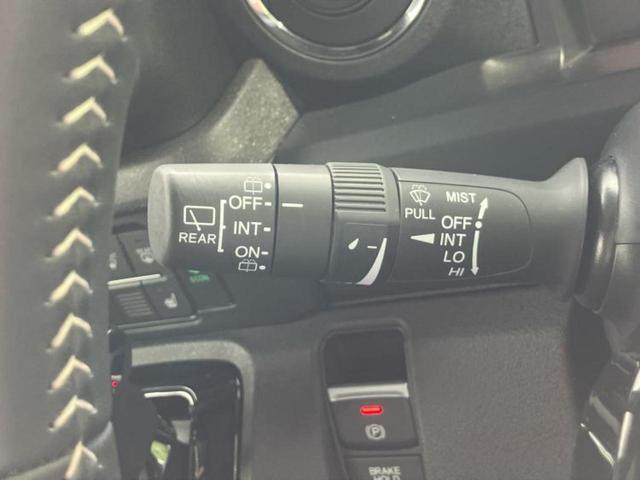 OFF
INT
ON
REAR
PULL
MIST
OFF
INT
LO
HI
P
BRAKE
HOLD